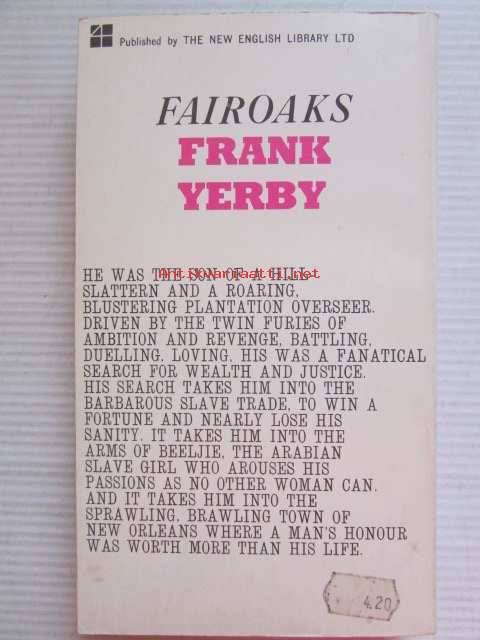 Published by THE NEW ENGLISH LIBRARY LTD
FAIROAKS
FRANK
YERBY
HE WAS THE SON OF A HILL
Antikvariaatti.net
SLATTERN AND A ROARING,
BLUSTERING PLANTATION OVERSEER.
DRIVEN BY THE TWIN FURIES OF
AMBITION AND REVENGE, BATTLING,
DUELLING, LOVING, HIS WAS A FANATICAL
SEARCH FOR WEALTH AND JUSTICE.
HIS SEARCH TAKES HIM INTO THE
BARBAROUS SLAVE TRADE, TO WIN A
FORTUNE AND NEARLY LOSE HIS
SANITY. IT TAKES HIM INTO THE
ARMS OF BEELJIE, THE ARABIAN
SLAVE GIRL WHO AROUSES HIS
PASSIONS AS NO OTHER WOMAN CAN.
AND IT TAKES HIM INTO THE
SPRAWLING, BRAWLING TOWN OF
NEW ORLEANS WHERE A MAN'S HONOUR
WAS WORTH MORE THAN HIS LIFE.
4.20